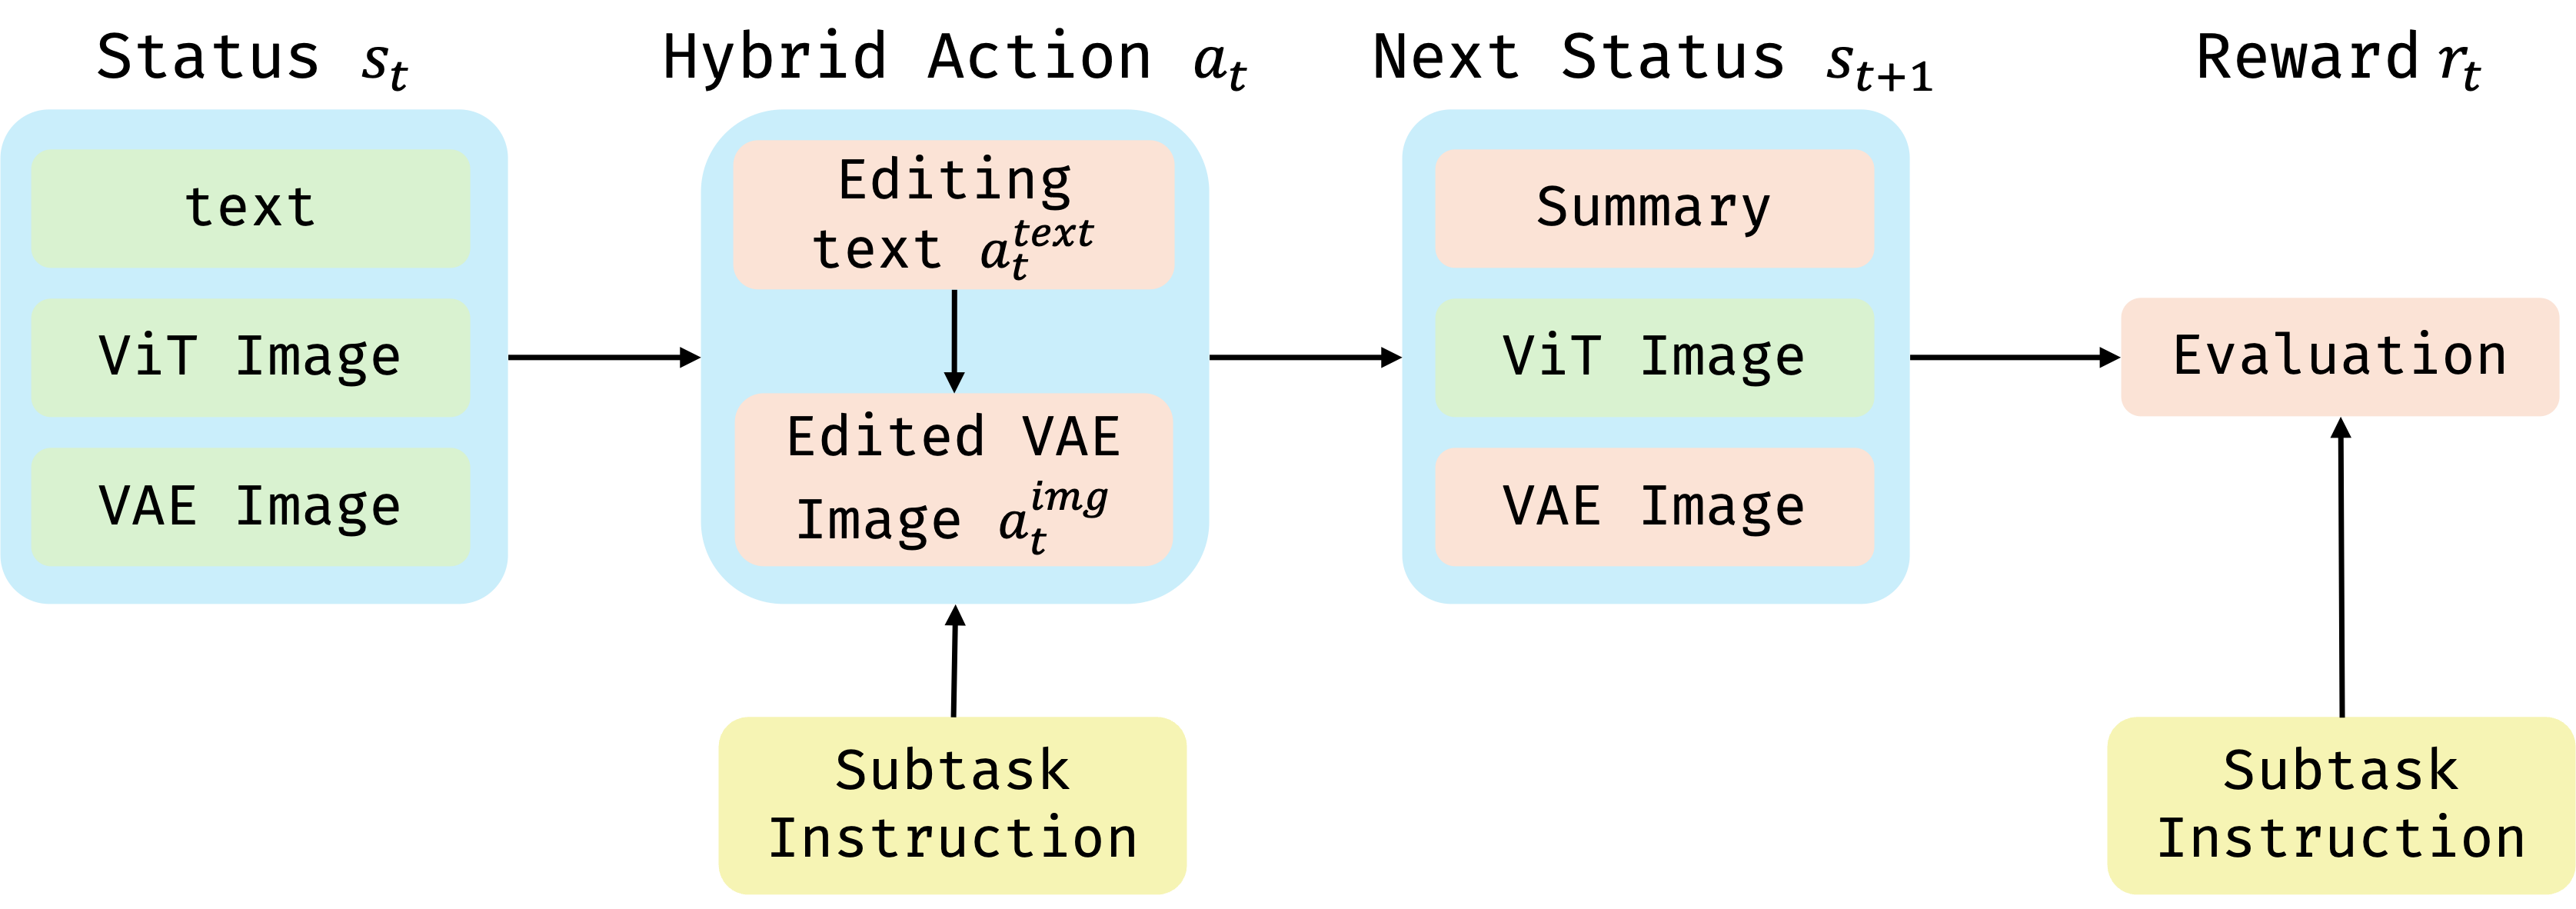 Status s_t
Hybrid Action a_t
Next Status s_{t+1}
Reward r_t
text
ViT Image
VAE Image
Editing
text a_t^{text}
Edited VAE
Image a_t^{img}
Summary
ViT Image
VAE Image
Evaluation
Subtask
Instruction
Subtask
Instruction